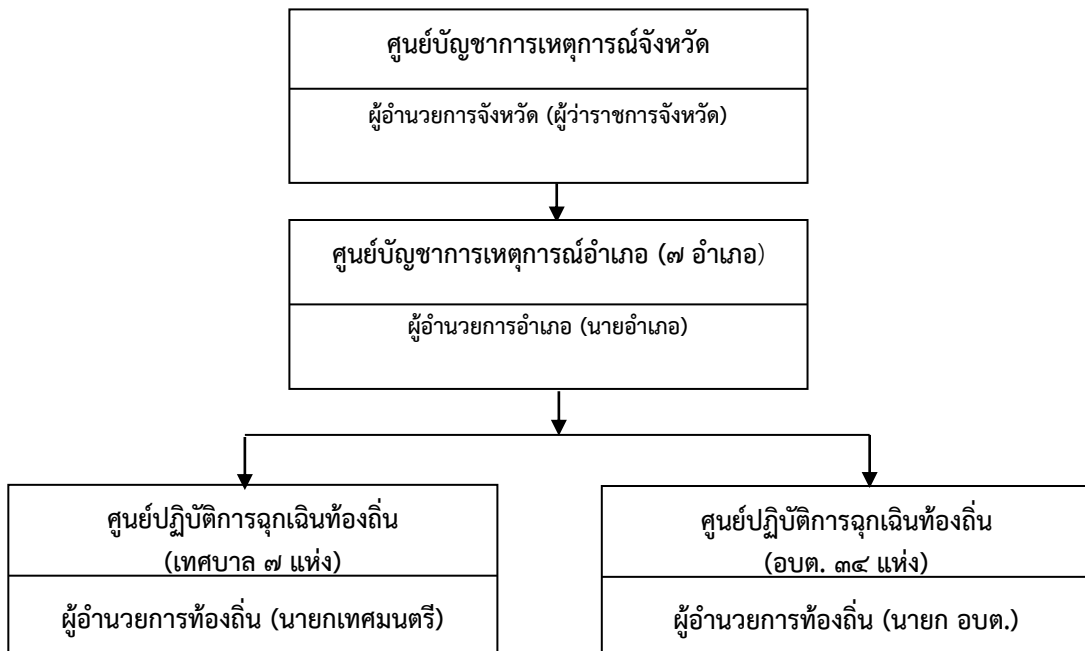 ศูนย์บัญชาการเหตุการณ์จังหวัด
ผู้อำนวยการจังหวัด (ผู้ว่าราชการจังหวัด)
ศูนย์บัญชาการเหตุการณ์อำเภอ (๗ อำเภอ)
ผู้อำนวยการอำเภอ (นายอำเภอ)
ศูนย์ปฏิบัติการฉุกเฉินท้องถิ่น
(เทศบาล ๗ แห่ง)
ผู้อำนวยการท้องถิ่น (นายกเทศมนตรี)
ศูนย์ปฏิบัติการฉุกเฉินท้องถิ่น
(อบต. ๓๔ แห่ง)
ผู้อำนวยการท้องถิ่น (นายก อบต.)